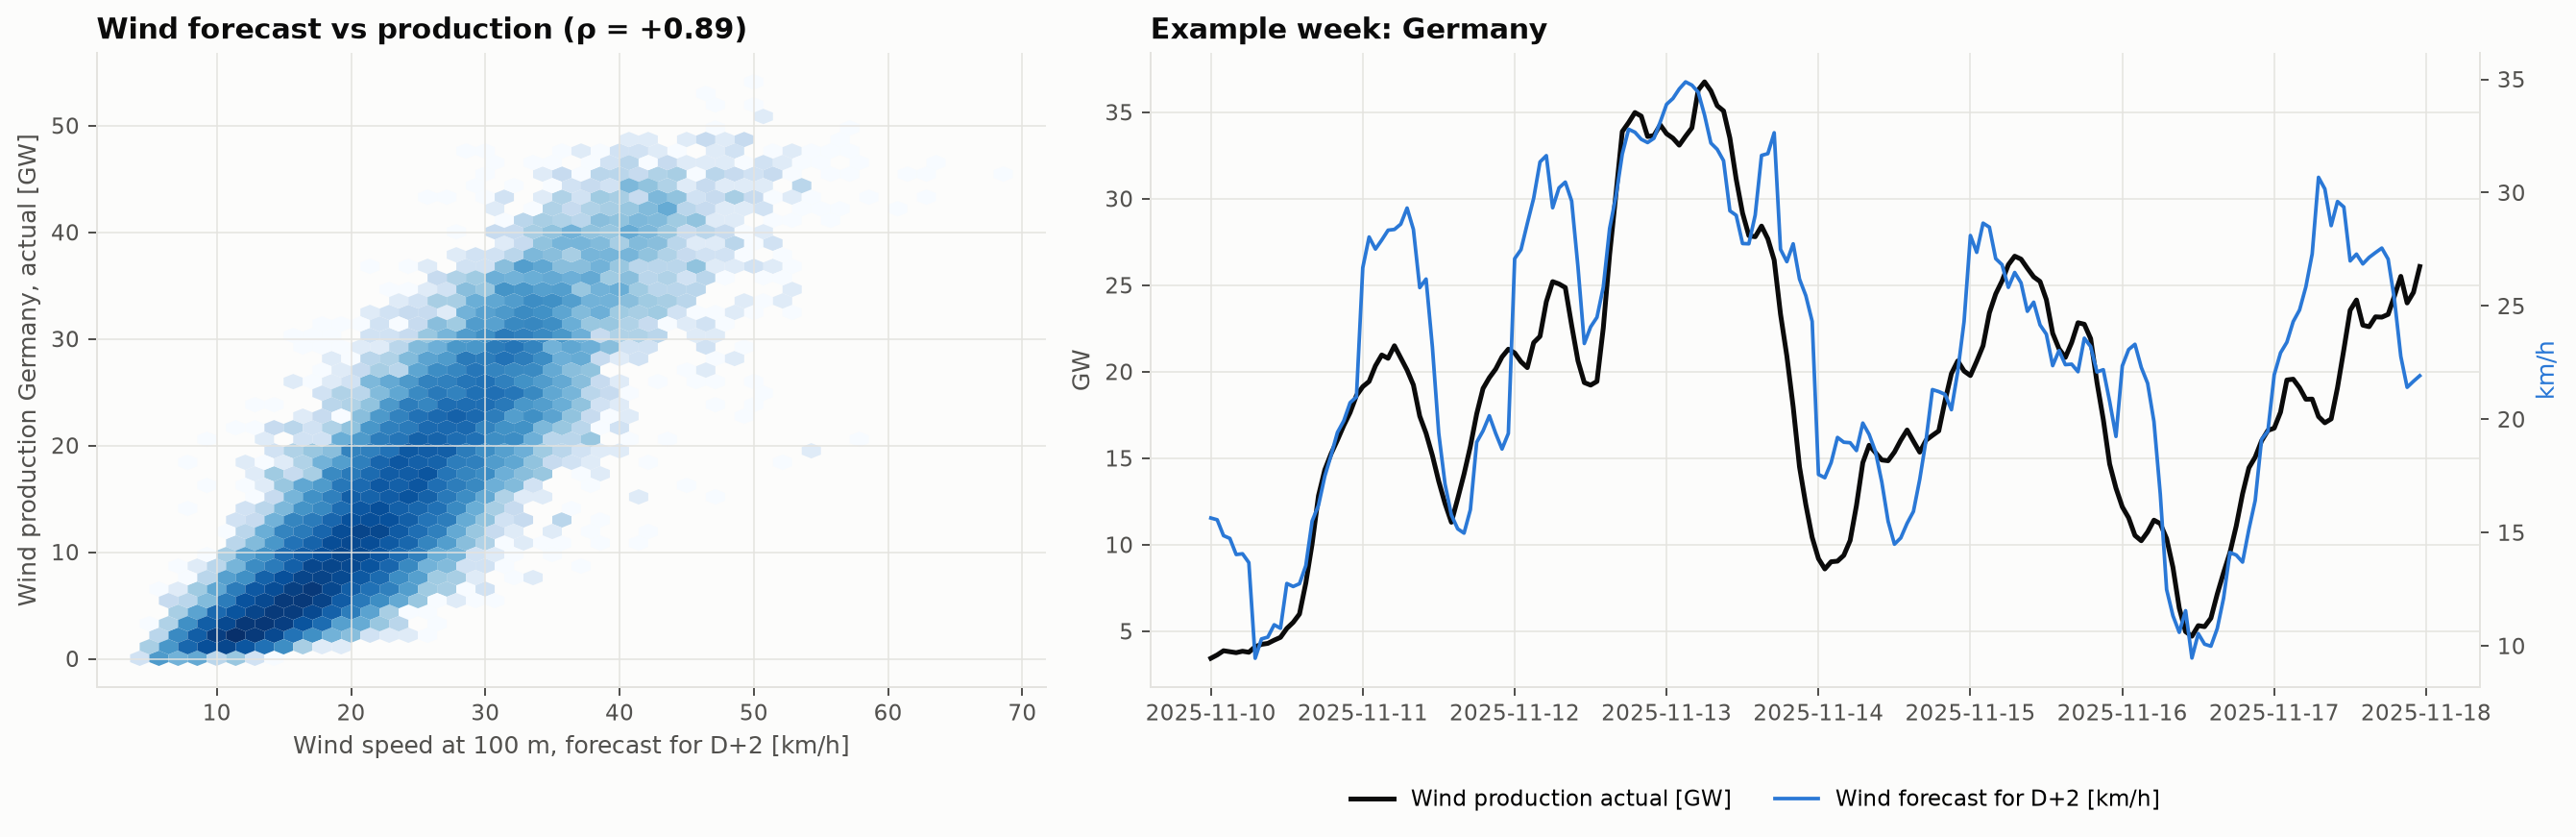 Wind forecast vs production (ρ = +0.89)
Wind production Germany, actual [GW]
50
40
30
20
10
0
10 20 30 40 50 60 70
Wind speed at 100 m, forecast for D+2 [km/h]
Example week: Germany
GW
35
30
25
20
15
10
5
35
30
25
20
15
10
km/h
2025-11-10 2025-11-11 2025-11-12 2025-11-13 2025-11-14 2025-11-15 2025-11-16 2025-11-17 2025-11-18
Wind production actual [GW] Wind forecast for D+2 [km/h]